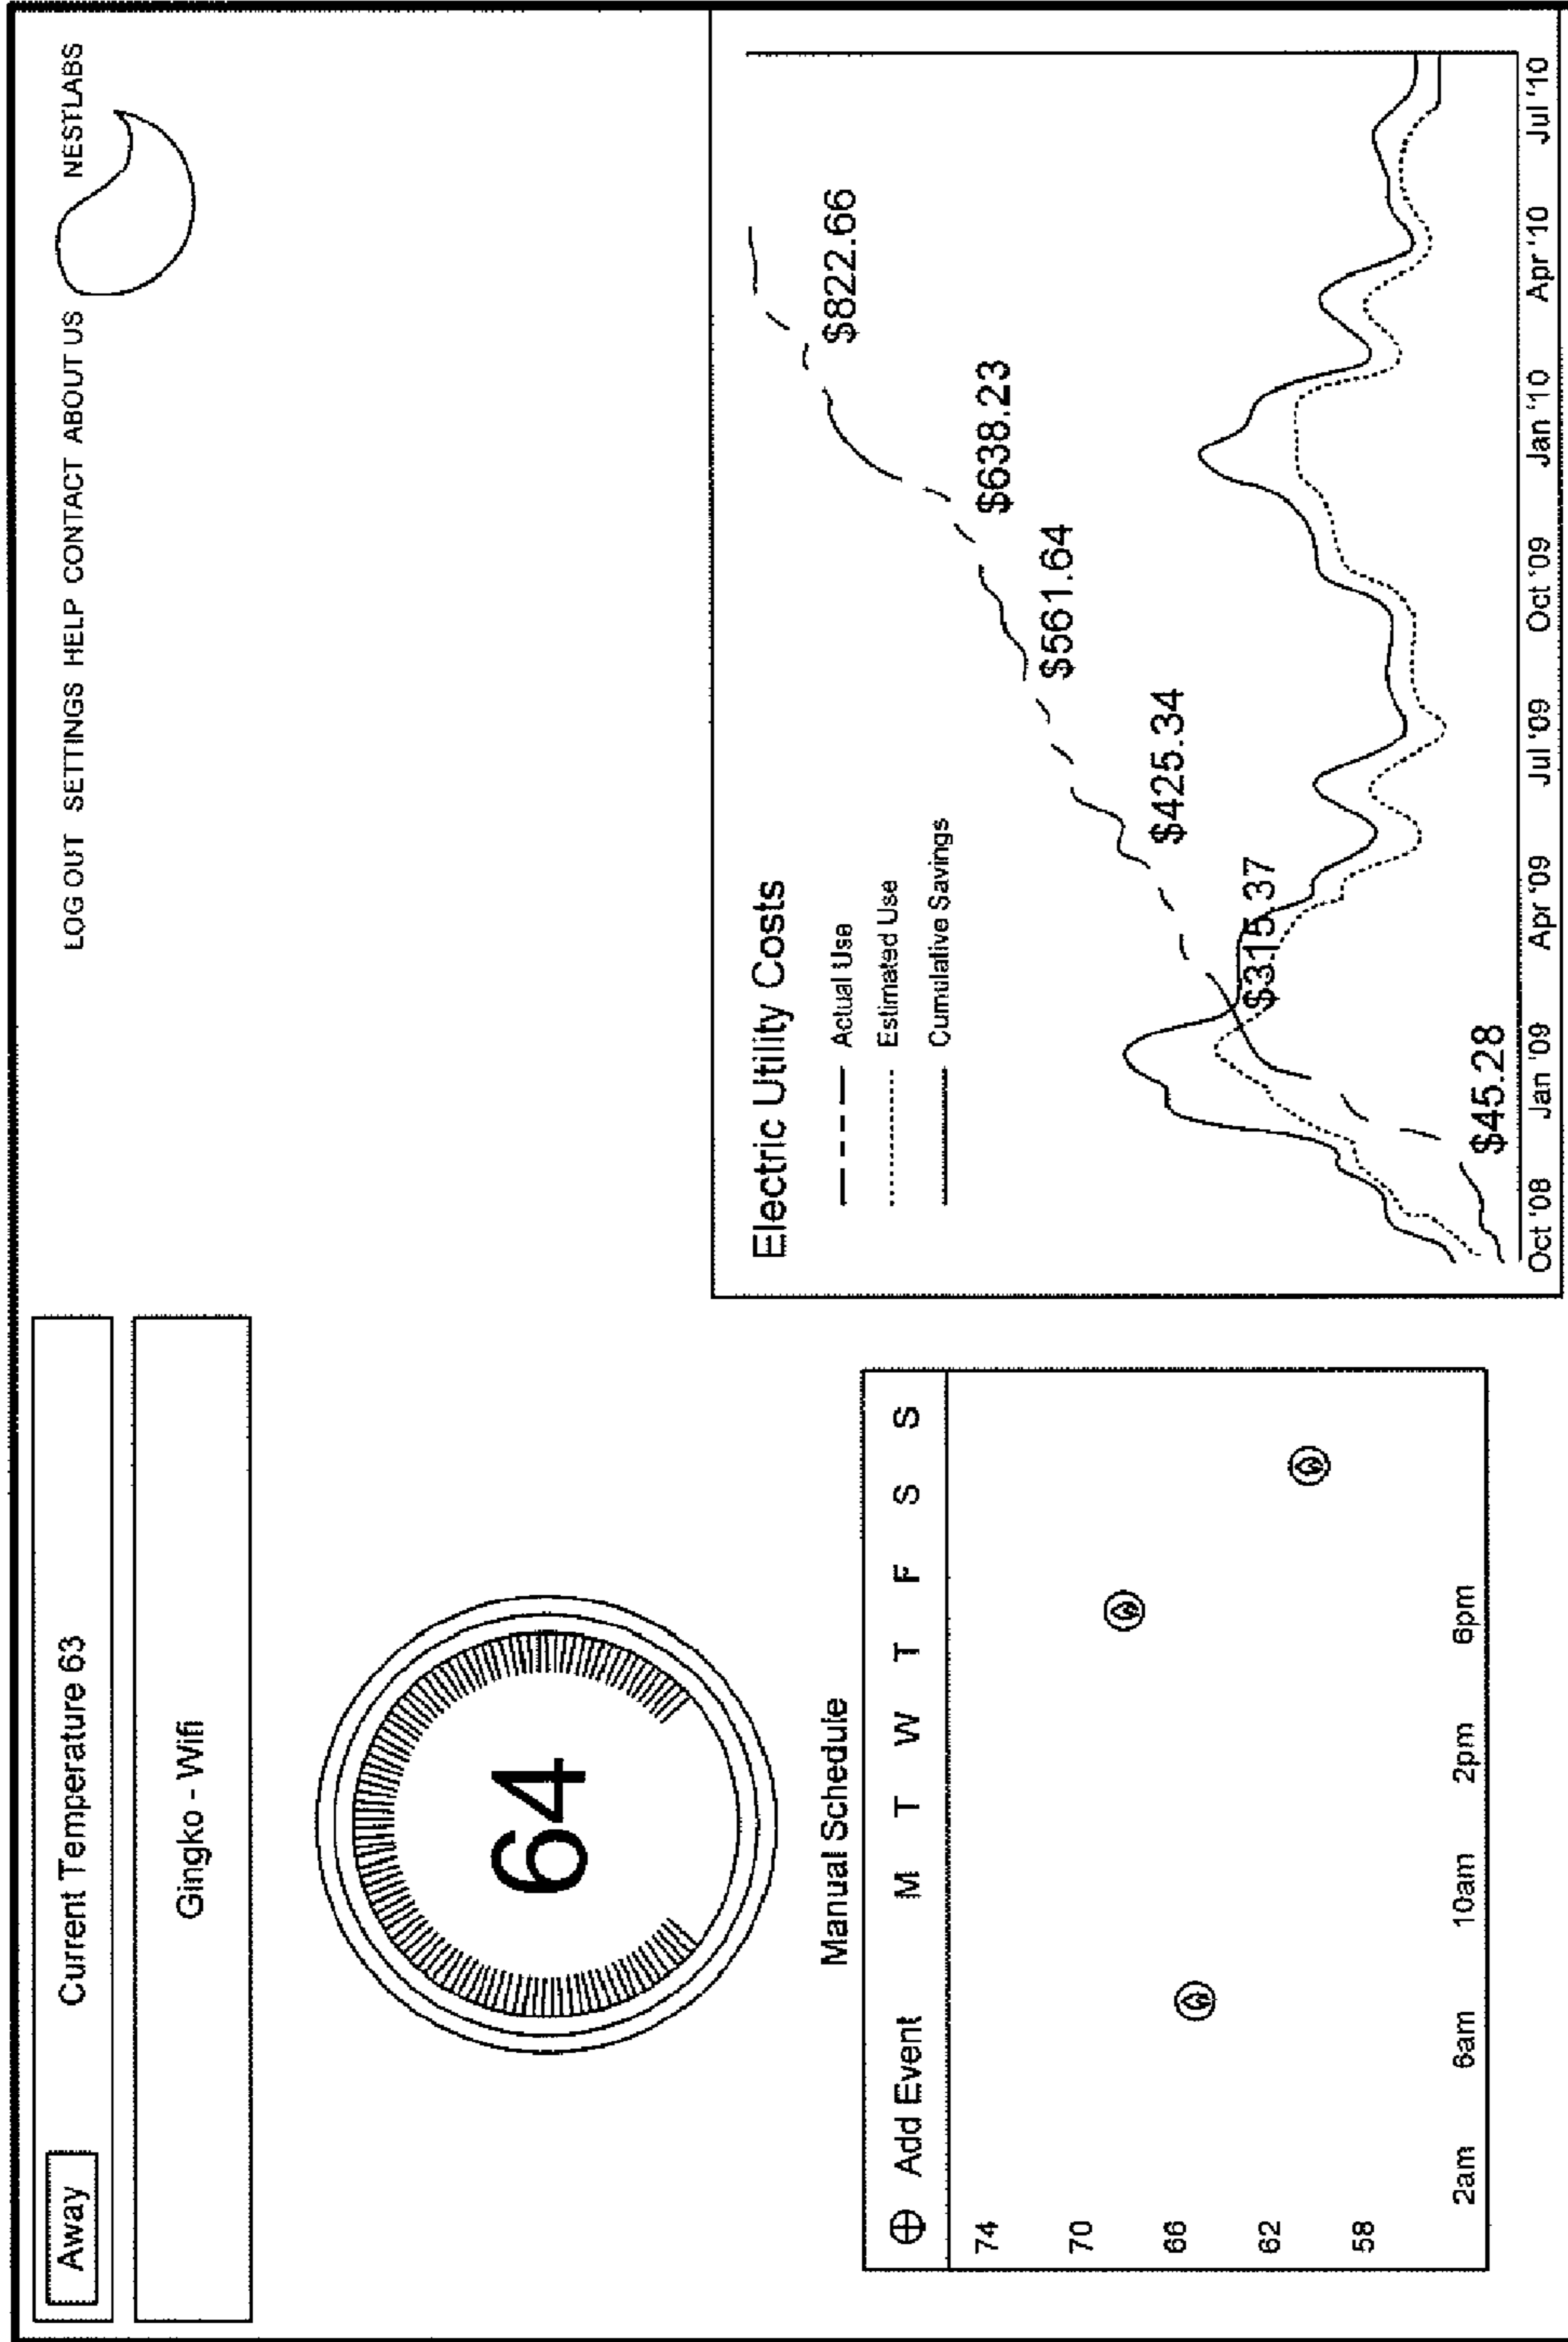 Away
Current Temperature 63
LOG OUT SETTINGS HELP CONTACT ABOUT US
NESTLABS
Gingko - Wifi
64
Manual Schedule
Add Event M T W T F S S
74
70
66
62
58
2am 6am 10am 2pm 6pm
Electric Utility Costs
Actual Use
Estimated Use
Cumulative Savings
$822.66
$638.23
$561.64
$425.34
$315.37
$45.28
Oct '08 Jan '09 Apr '09 Jul '09 Oct '09 Jan '10 Apr '10 Jul '10